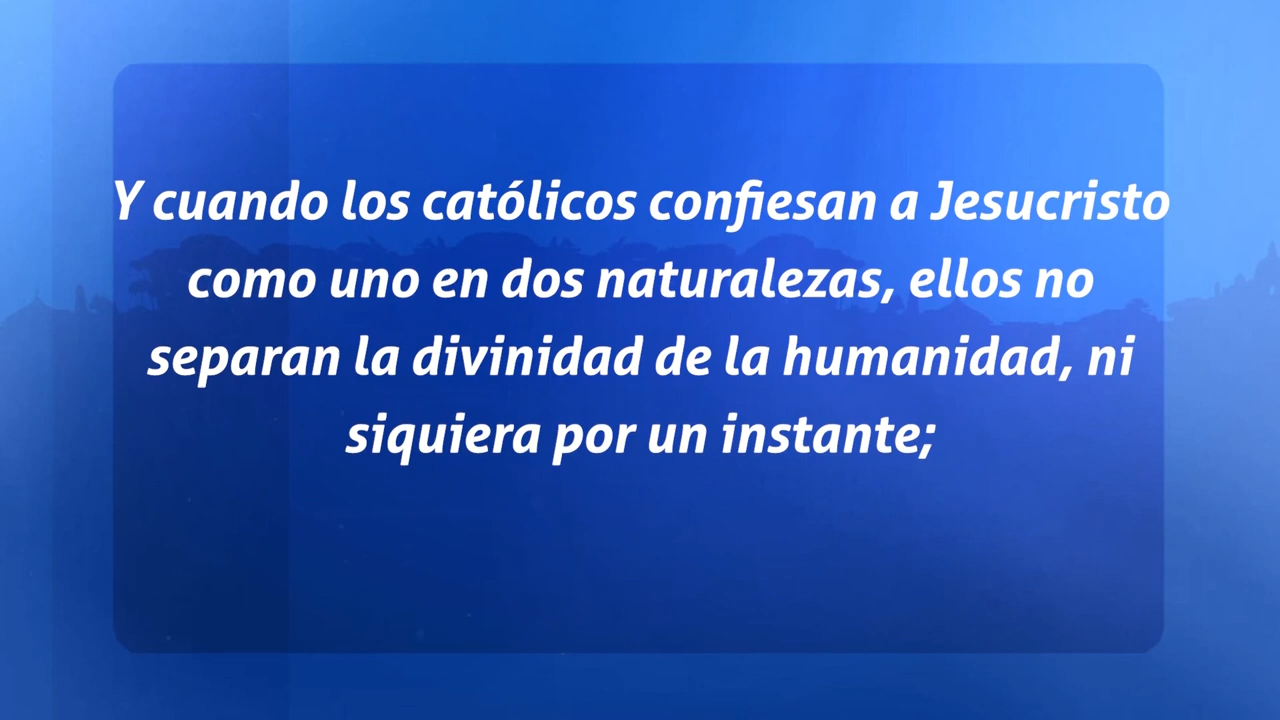 Y cuando los católicos confiesan a Jesucristo
como uno en dos naturalezas, ellos no
separan la divinidad de la humanidad, ni
siquiera por un instante;